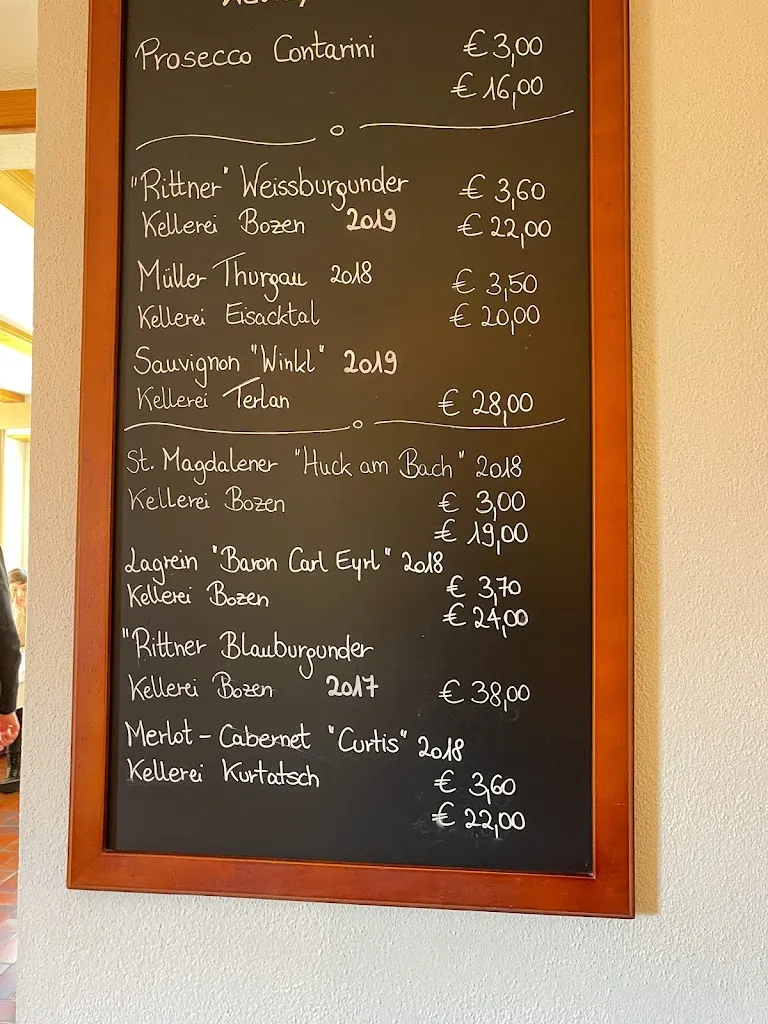 Prosecco Contarini € 3,00
€ 16,00
"Rittner" Weissburgunder € 3,60
Kellerei Bozen 2019 € 22,00
Müller Thurgau 2018 € 3,50
Kellerei Eisacktal € 20,00
Sauvignon "Winkl" 2019
Kellerei Terlan € 28,00
St. Magdalener "Huck am Bach" 2018
Kellerei Bozen € 3,00
€ 19,00
Lagrein "Baron Carl Eyrl" 2018
Kellerei Bozen € 3,70
€ 24,00
"Rittner Blauburgunder
Kellerei Bozen 2017 € 38,00
Merlot - Cabernet "Curtis" 2018
Kellerei Kurtatsch € 3,60
€ 22,00